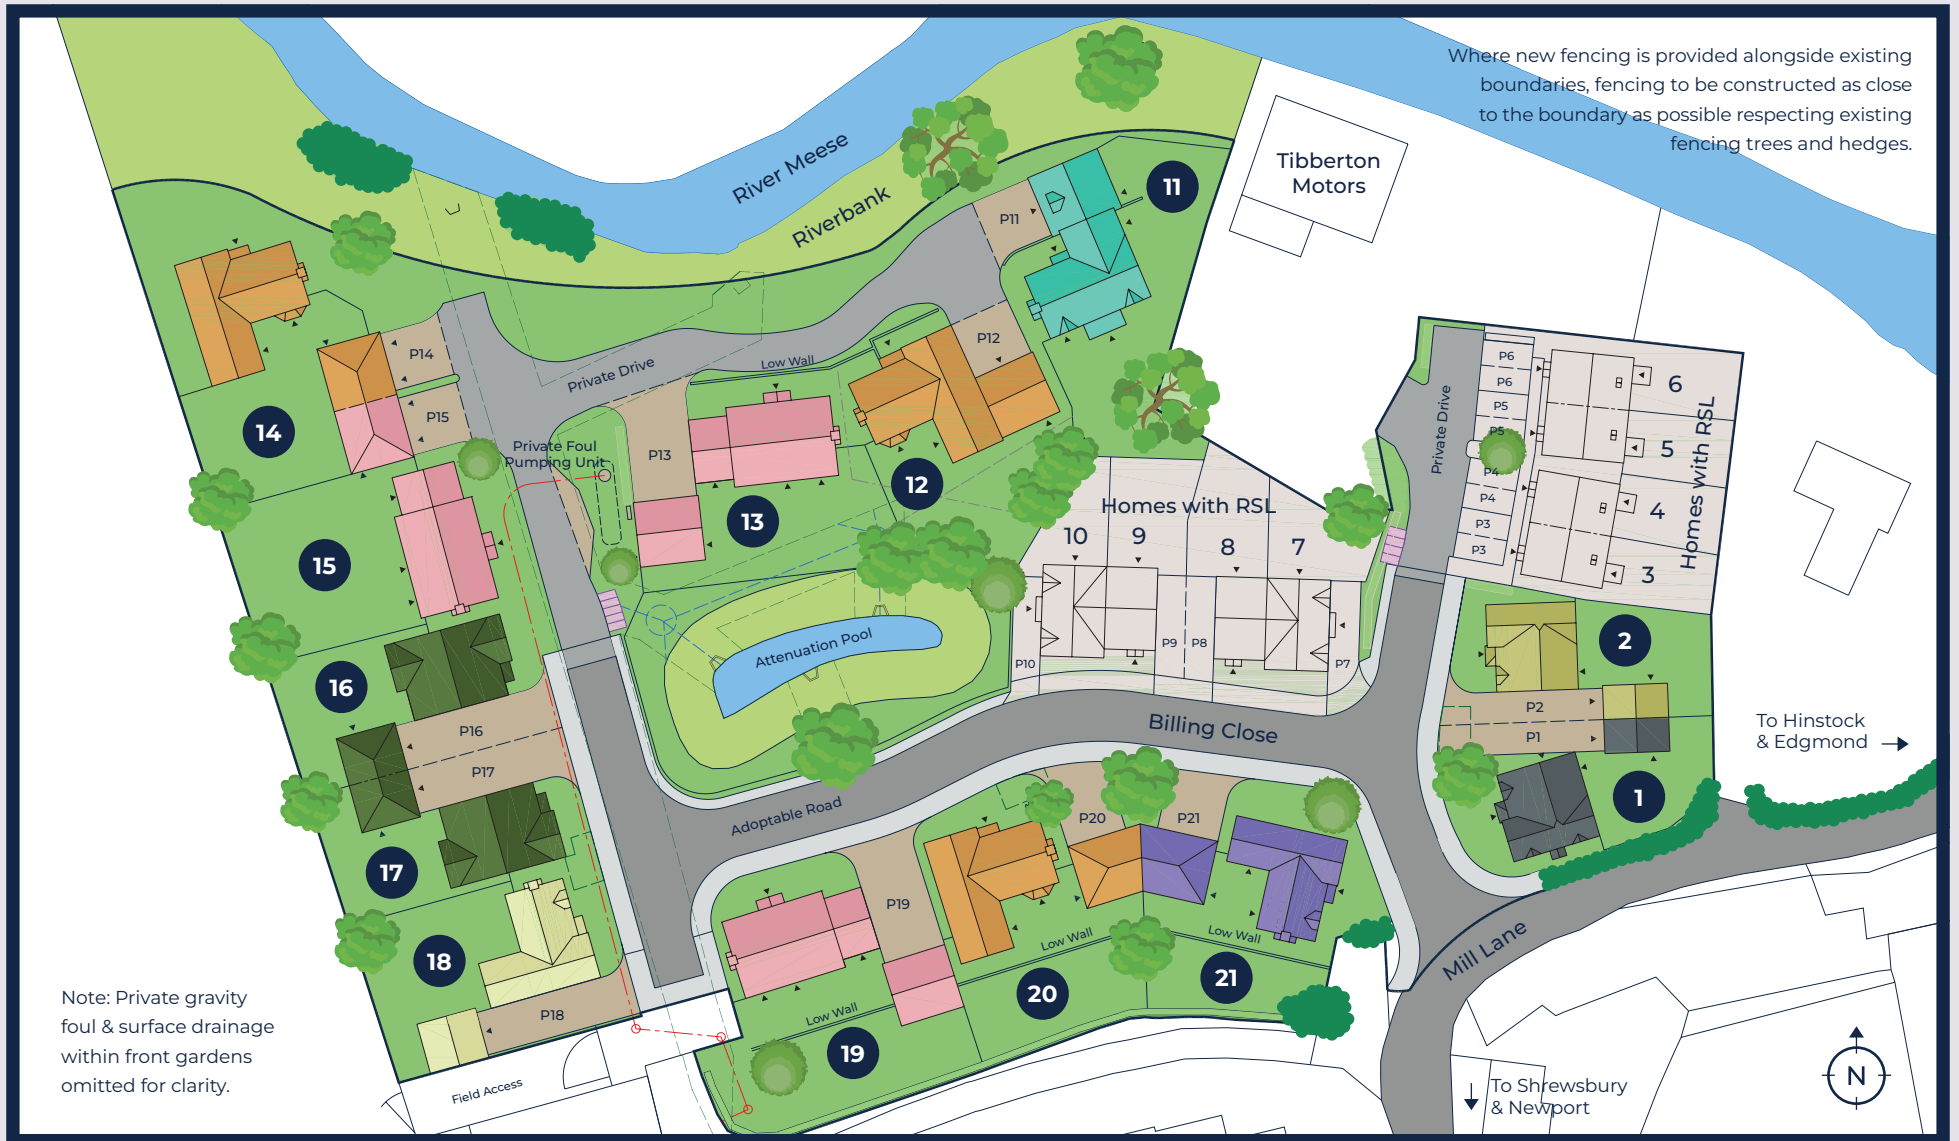 Where new fencing is provided alongside existing
boundaries, fencing to be constructed as close
to the boundary as possible respecting existing
fencing trees and hedges.
River Meese
Riverbank
Tibberton
Motors
11
P11
P12
P14
P15
14
Private Drive
Low Wall
Private Foul
Pumping Unit
P13
13
12
15
16
P16
P17
17
18
P18
Attenuation Pool
Homes with RSL
10
9
8
7
P10
P9
P8
P7
Private Drive
P6
P6
P5
P5
P4
P4
P3
P3
6
5
4
3
Homes with RSL
2
P2
P1
1
Billing Close
Adoptable Road
P19
P20
P21
Low Wall
Low Wall
Low Wall
19
20
21
Mill Lane
To Hinstock
& Edgmond
To Shrewsbury
& Newport
N
Field Access
Note: Private gravity
foul & surface drainage
within front gardens
omitted for clarity.